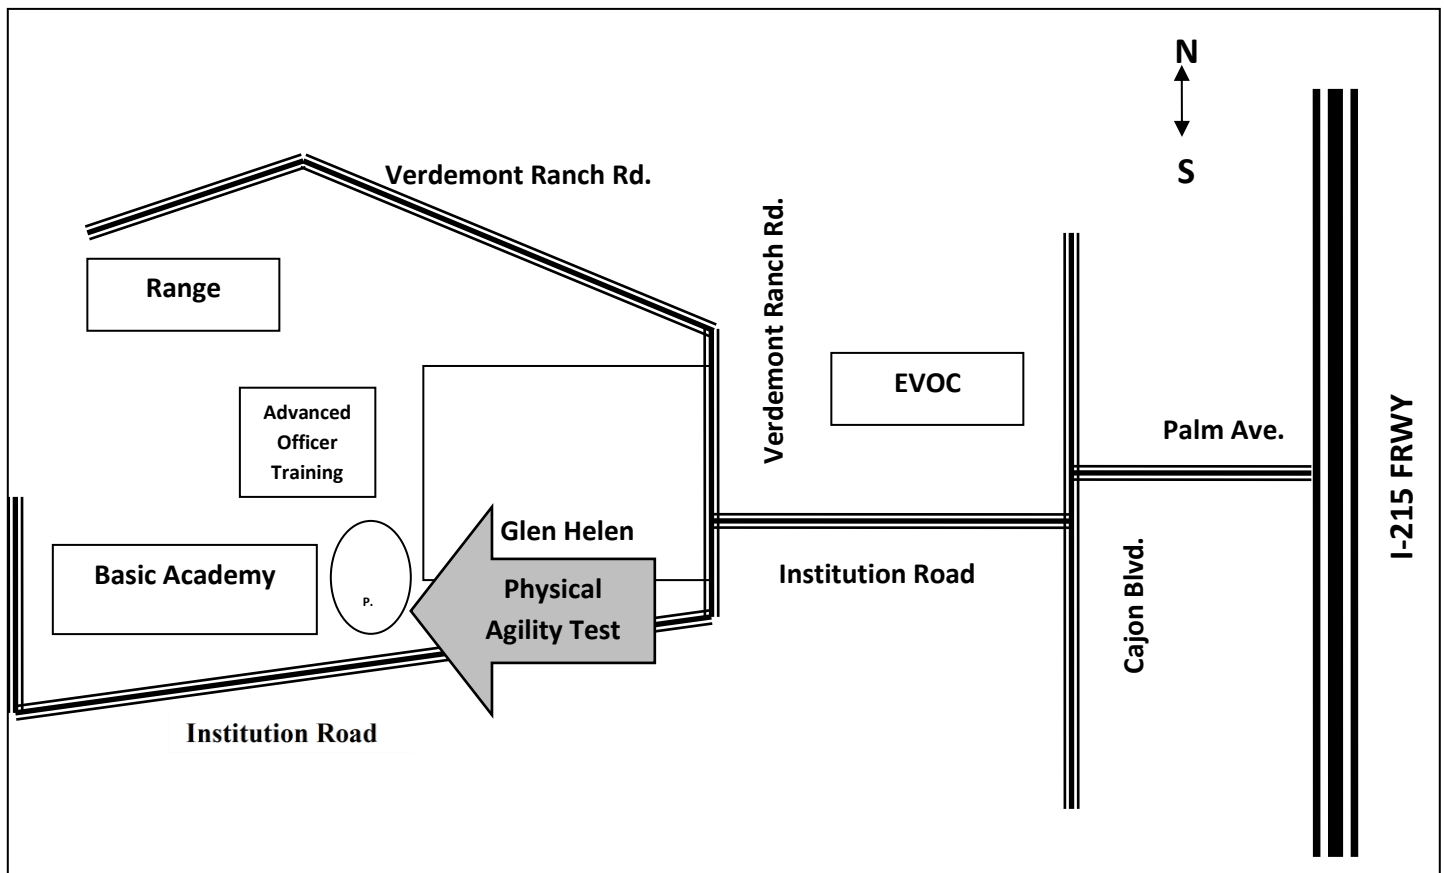 N
S
Verdemont Ranch Rd.
Verdemont Ranch Rd.
Range
EVOC
Advanced
Officer
Training
Palm Ave.
I-215 FRWY
Glen Helen
Basic Academy
P.
Physical
Agility Test
Institution Road
Cajon Blvd.
Institution Road